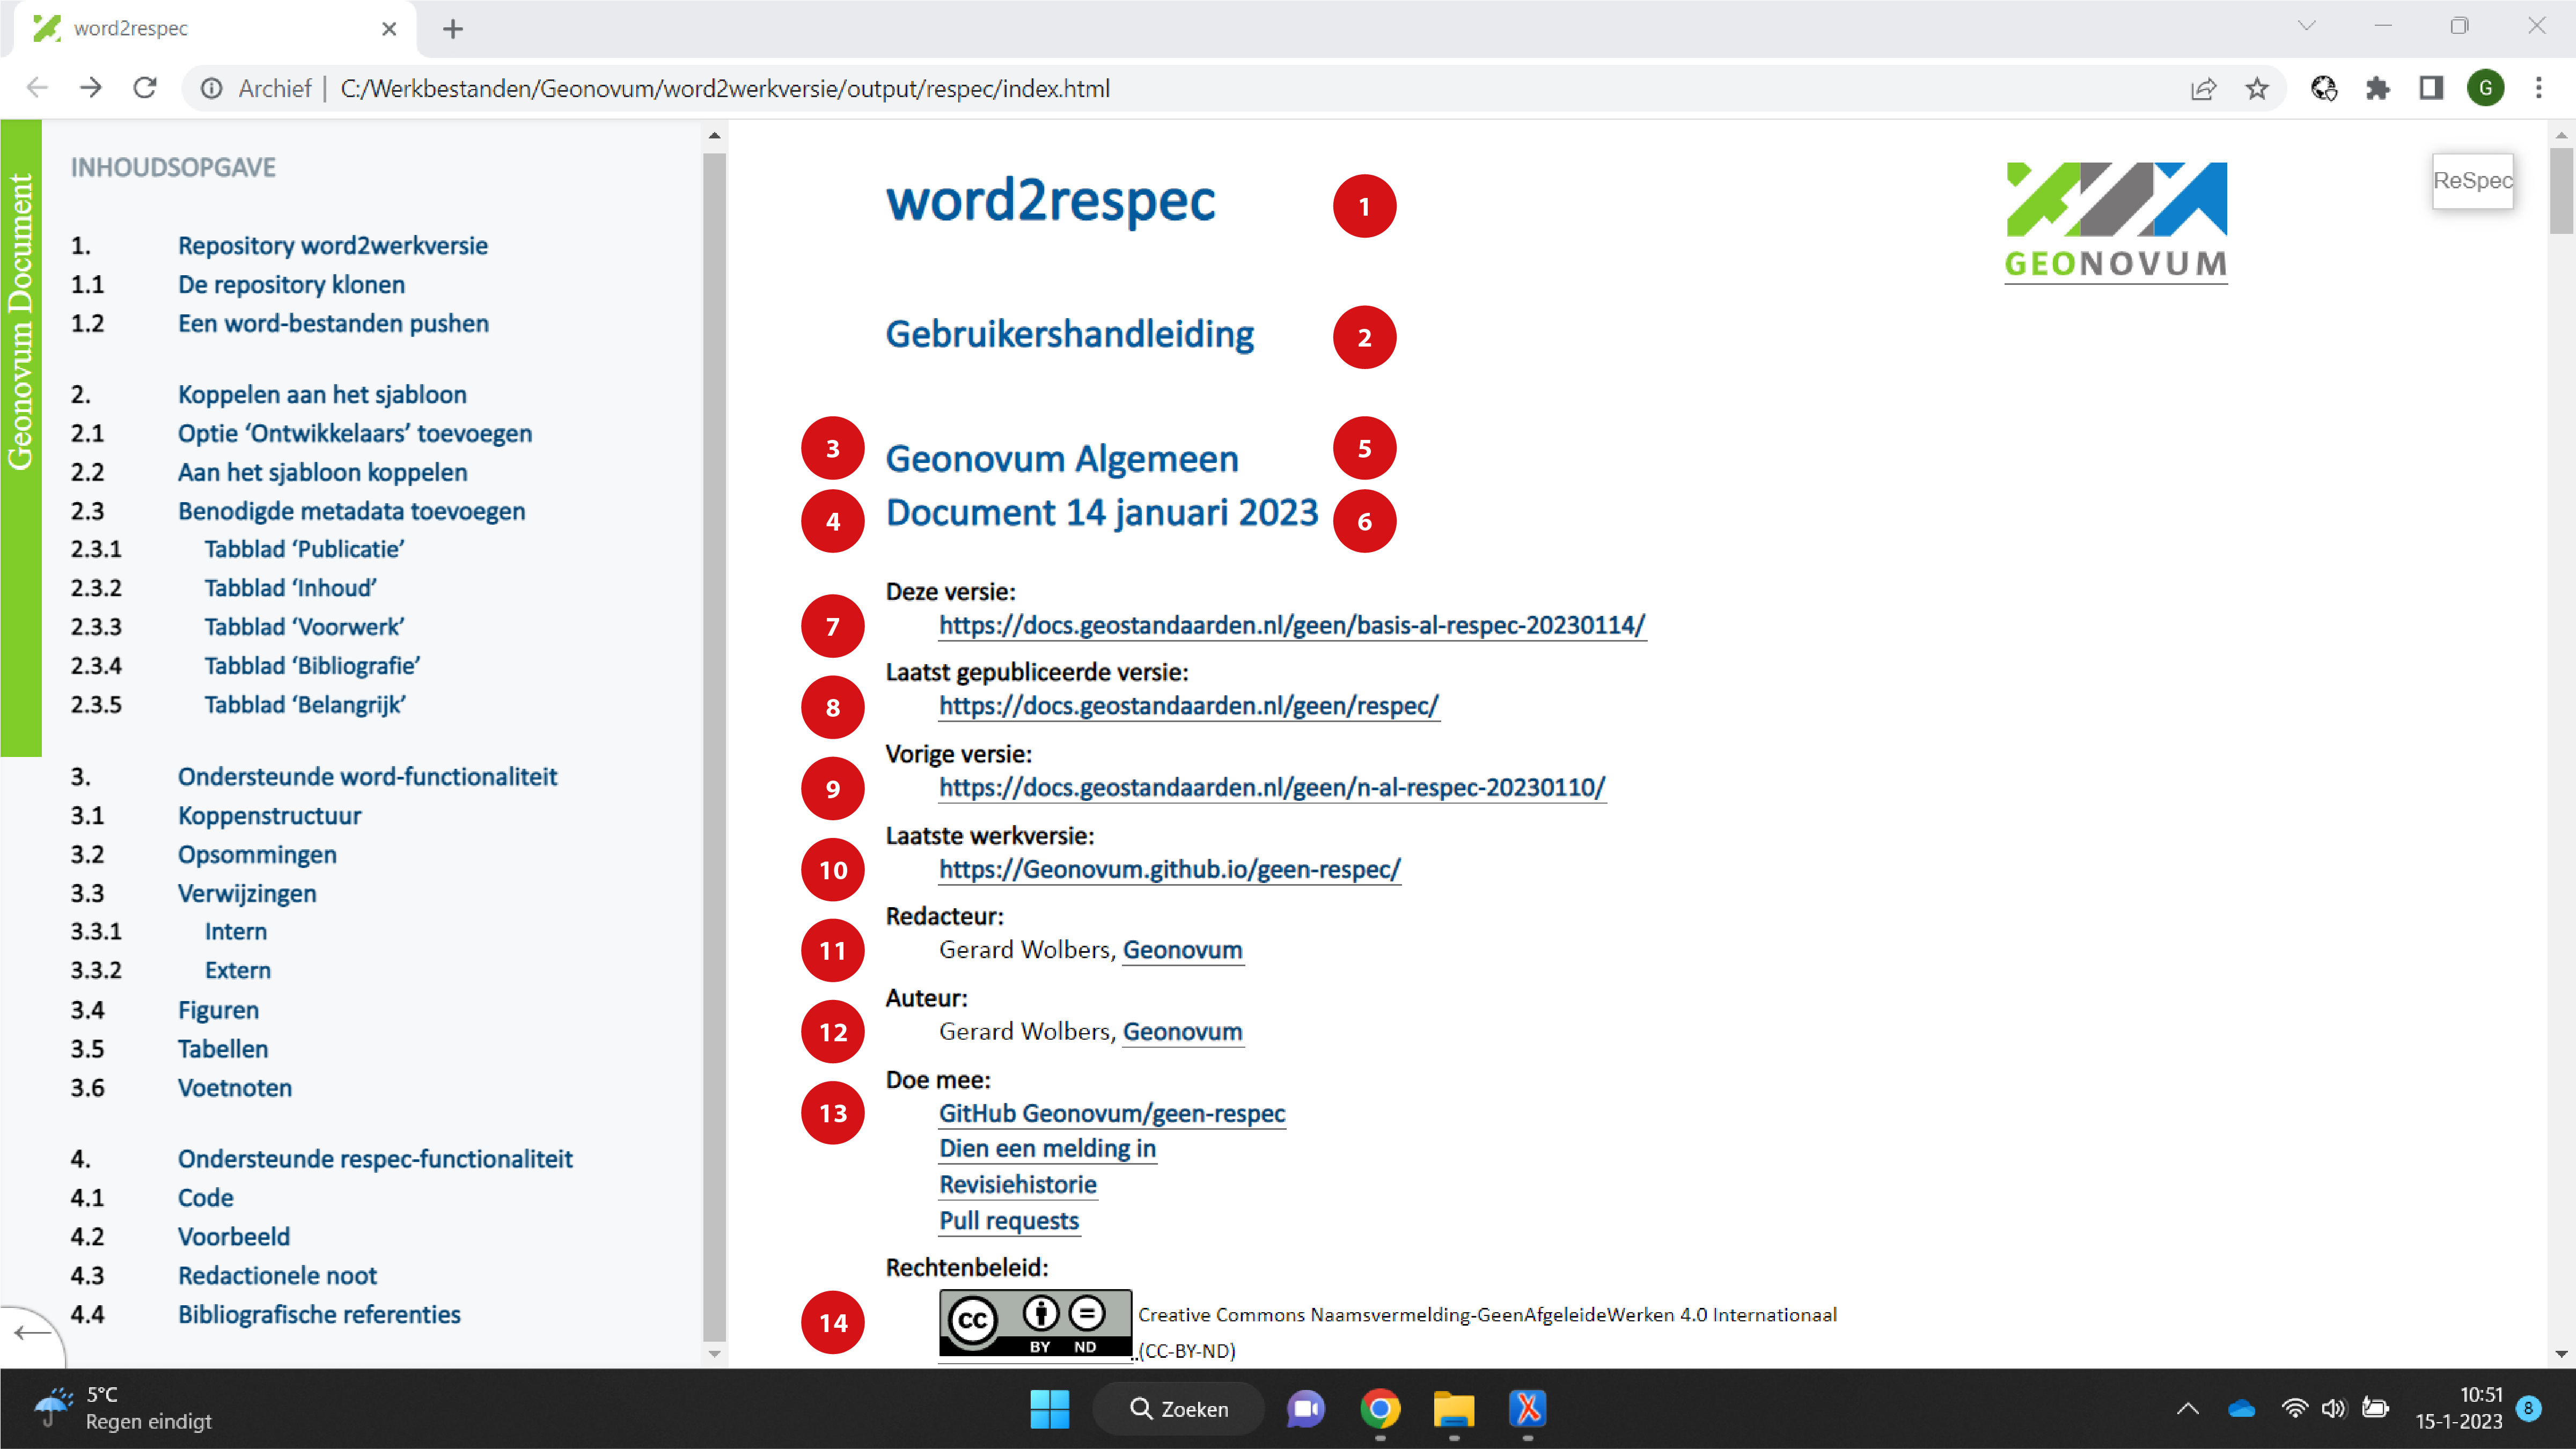 word2respec
Archief | C:/Werkbestanden/Geonovum/word2werkversie/output/respec/index.html
G
Geonovum Document
INHOUDSOPGAVE
1. Repository word2werkversie
1.1 De repository klonen
1.2 Een word-bestanden pushen
2. Koppelen aan het sjabloon
2.1 Optie ‘Ontwikkelaars’ toevoegen
2.2 Aan het sjabloon koppelen
2.3 Benodigde metadata toevoegen
2.3.1 Tabblad ‘Publicatie’
2.3.2 Tabblad ‘Inhoud’
2.3.3 Tabblad ‘Voorwerk’
2.3.4 Tabblad ‘Bibliografie’
2.3.5 Tabblad ‘Belangrijk’
3. Ondersteunde word-functionaliteit
3.1 Koppenstructuur
3.2 Opsommingen
3.3 Verwijzingen
3.3.1 Intern
3.3.2 Extern
3.4 Figuren
3.5 Tabellen
3.6 Voetnoten
4. Ondersteunde respec-functionaliteit
4.1 Code
4.2 Voorbeeld
4.3 Redactionele noot
4.4 Bibliografische referenties
word2respec 1
GEONOVUM
ReSpec
Gebruikershandleiding 2
3 Geonovum Algemeen 5
4 Document 14 januari 2023 6
Deze versie:
7 https://docs.geostandaarden.nl/geen/basis-al-respec-20230114/
Laatst gepubliceerde versie:
8 https://docs.geostandaarden.nl/geen/respec/
Vorige versie:
9 https://docs.geostandaarden.nl/geen/n-al-respec-20230110/
Laatste werkversie:
10 https://Geonovum.github.io/geen-respec/
Redacteur:
11 Gerard Wolbers, Geonovum
Auteur:
12 Gerard Wolbers, Geonovum
Doe mee:
13 GitHub Geonovum/geen-respec
Dien een melding in
Revisiehistorie
Pull requests
Rechtenbeleid:
14 CC BY ND Creative Commons Naamsvermelding-GeenAfgeleideWerken 4.0 Internationaal
(CC-BY-ND)
5°C
Regen eindigt
Zoeken
10:51
15-1-2023
8